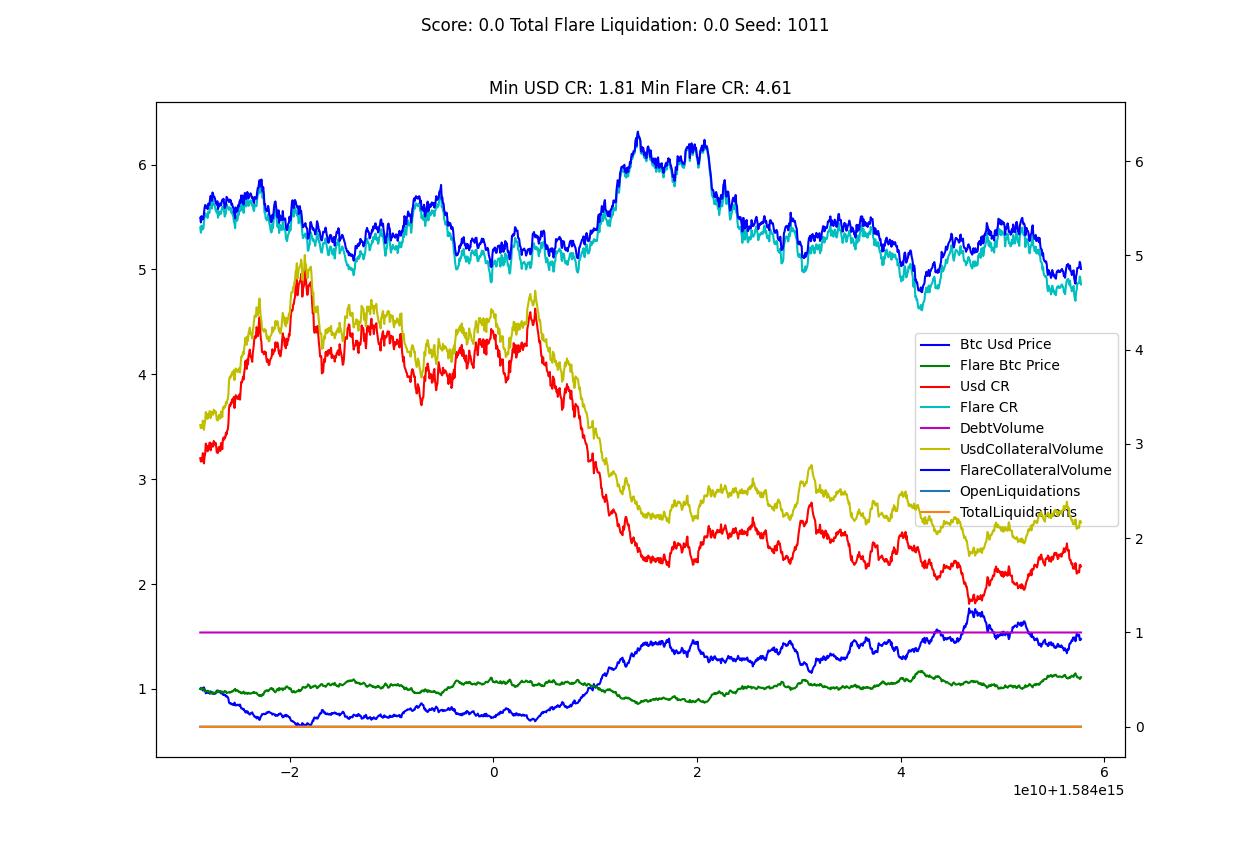 Score: 0.0 Total Flare Liquidation: 0.0 Seed: 1011
Min USD CR: 1.81 Min Flare CR: 4.61
6
5
4
3
2
1
6
5
4
3
2
1
0
Btc Usd Price
Flare Btc Price
Usd CR
Flare CR
DebtVolume
UsdCollateralVolume
FlareCollateralVolume
OpenLiquidations
TotalLiquidations
−2 0 2 4 6
1e10+1.584e15